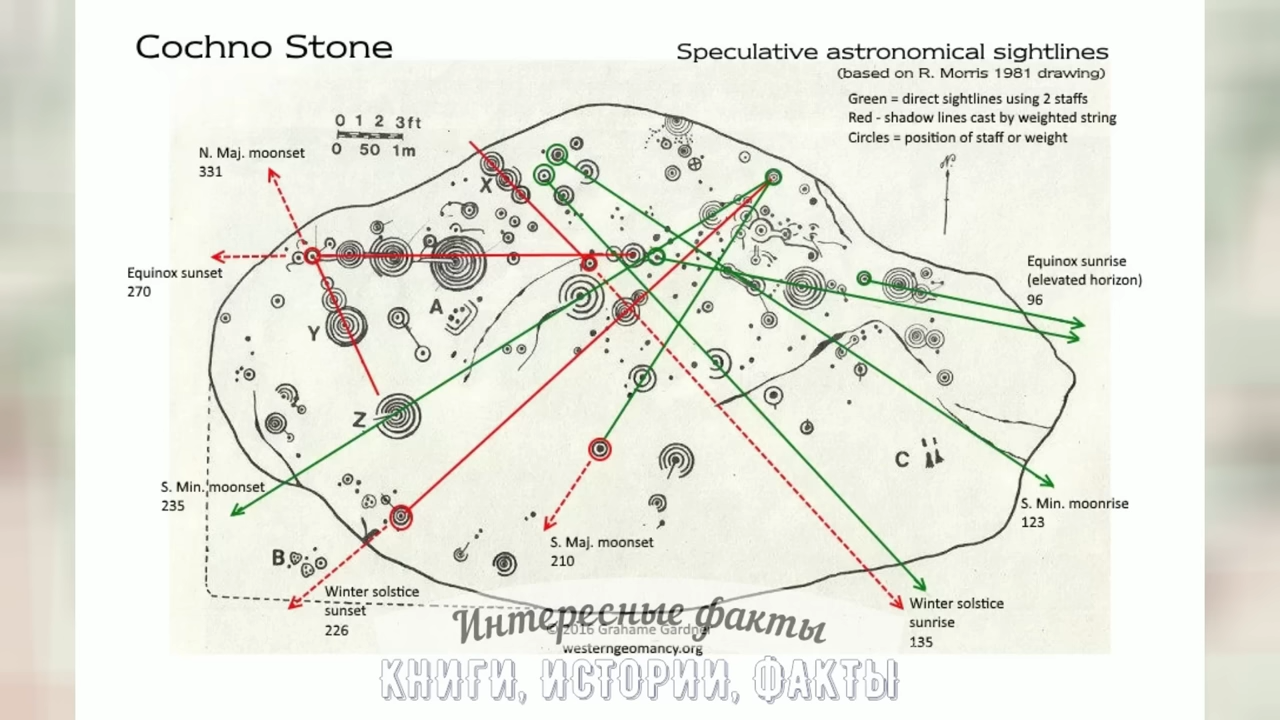 Cochno Stone
Speculative astronomical sightlines
(based on R. Morris 1981 drawing)
Green = direct sightlines using 2 staffs
Red - shadow lines cast by weighted string
Circles = position of staff or weight
0 1 2 3ft
0 50 1m
N
N. Maj. moonset
331
X
Equinox sunset
270
Equinox sunrise
(elevated horizon)
96
A
Y
Z
C
S. Min. moonset
235
S. Min. moonrise
123
B
S. Maj. moonset
210
Winter solstice
sunset
226
Winter solstice
sunrise
135
Интересные факты
© 2016 Grahame Gardner
westerngeomancy.org
КНИГИ, ИСТОРИИ, ФАКТЫ